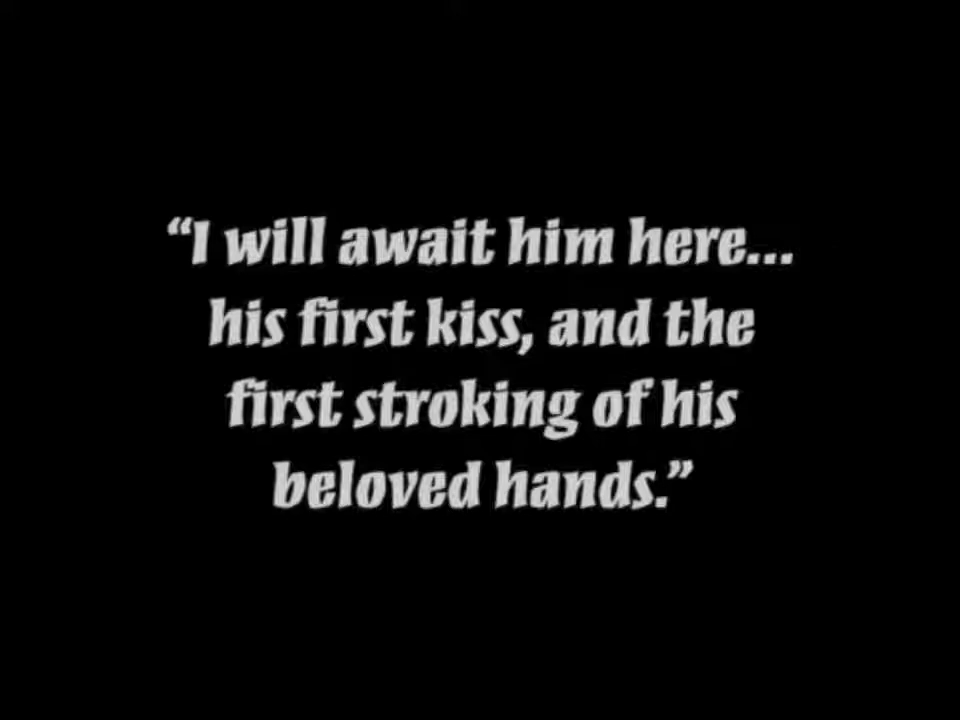 “I will await him here...
his first kiss, and the
first stroking of his
beloved hands.”